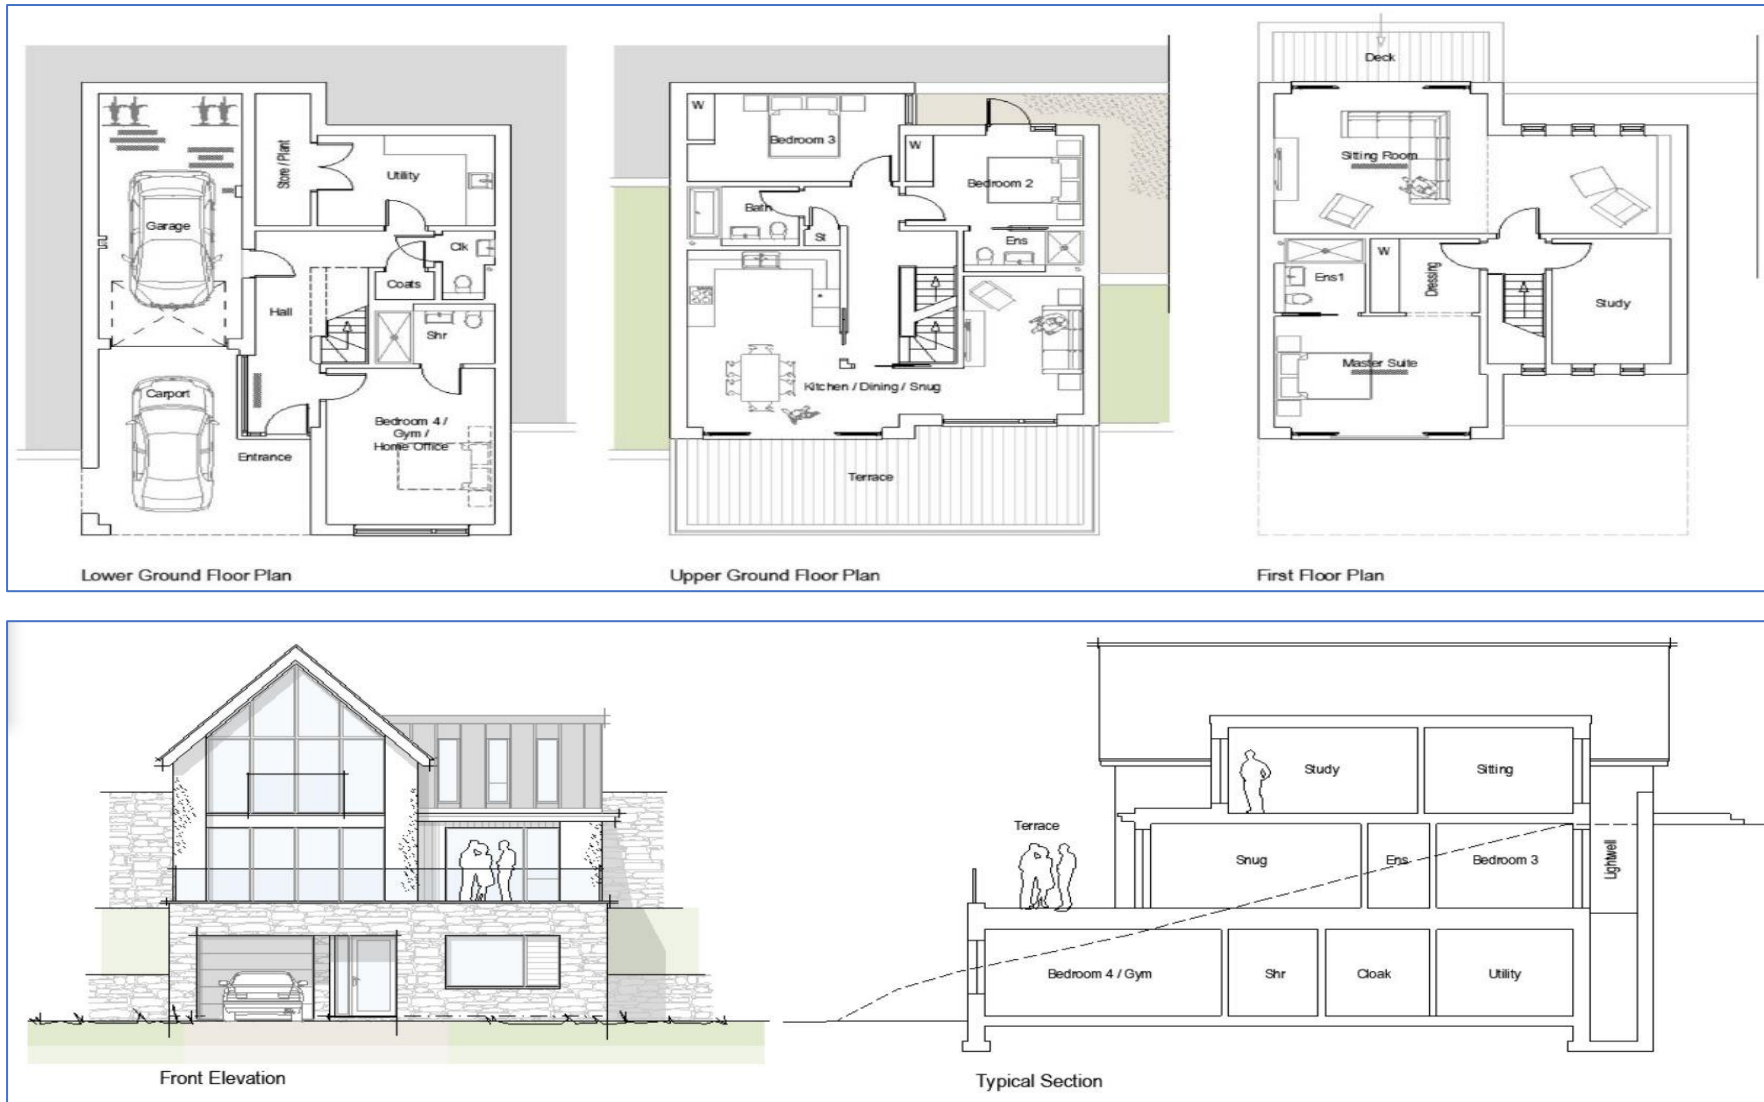 Garage
Store / Plant
Utility
Clk
Coats
Hall
Shr
Carport
Bedroom 4 /
Gym /
Home Office
Entrance
Lower Ground Floor Plan
W
Bedroom 3
W
Bedroom 2
Bath
St
Ens
Kitchen / Dining / Snug
Terrace
Upper Ground Floor Plan
Deck
Sitting Room
Ens1
W
Dressing
Study
Master Suite
First Floor Plan
Front Elevation
Study
Sitting
Terrace
Snug
Ens
Bedroom 3
Lightwell
Bedroom 4 / Gym
Shr
Cloak
Utility
Typical Section